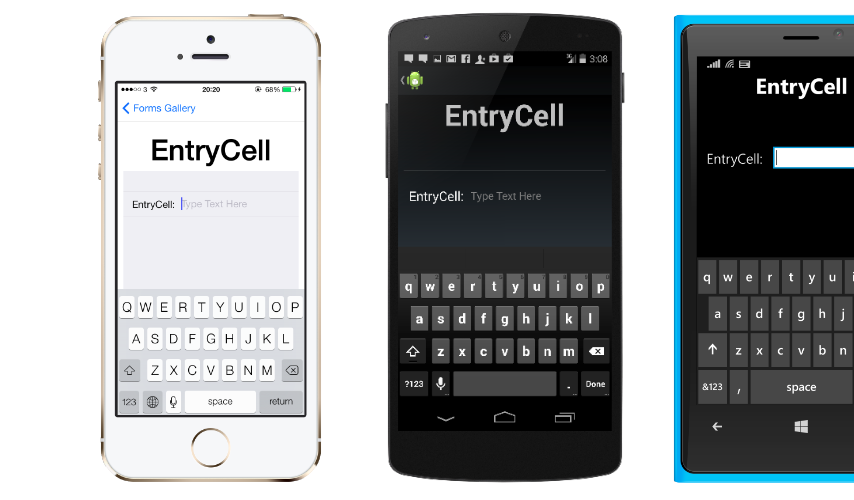 3 20:20 68%
Forms Gallery
EntryCell
EntryCell: Type Text Here
Q W E R T Y U I O P
A S D F G H J K L
Z X C V B N M
123 space return
3:08
EntryCell
EntryCell: Type Text Here
q w e r t y u i o p
a s d f g h j k l
z x c v b n m
?123 . Done
EntryCell
EntryCell:
q w e r t y u i
a s d f g h j
z x c v b n
&123 , space